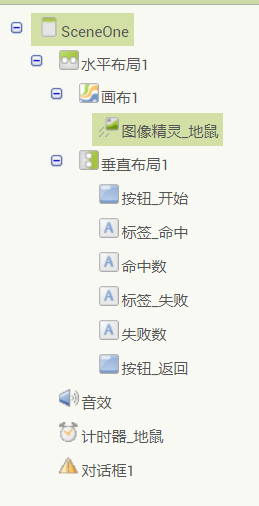 SceneOne
水平布局1
画布1
图像精灵_地鼠
垂直布局1
按钮_开始
标签_命中
命中数
标签_失败
失败数
按钮_返回
音效
计时器_地鼠
对话框1